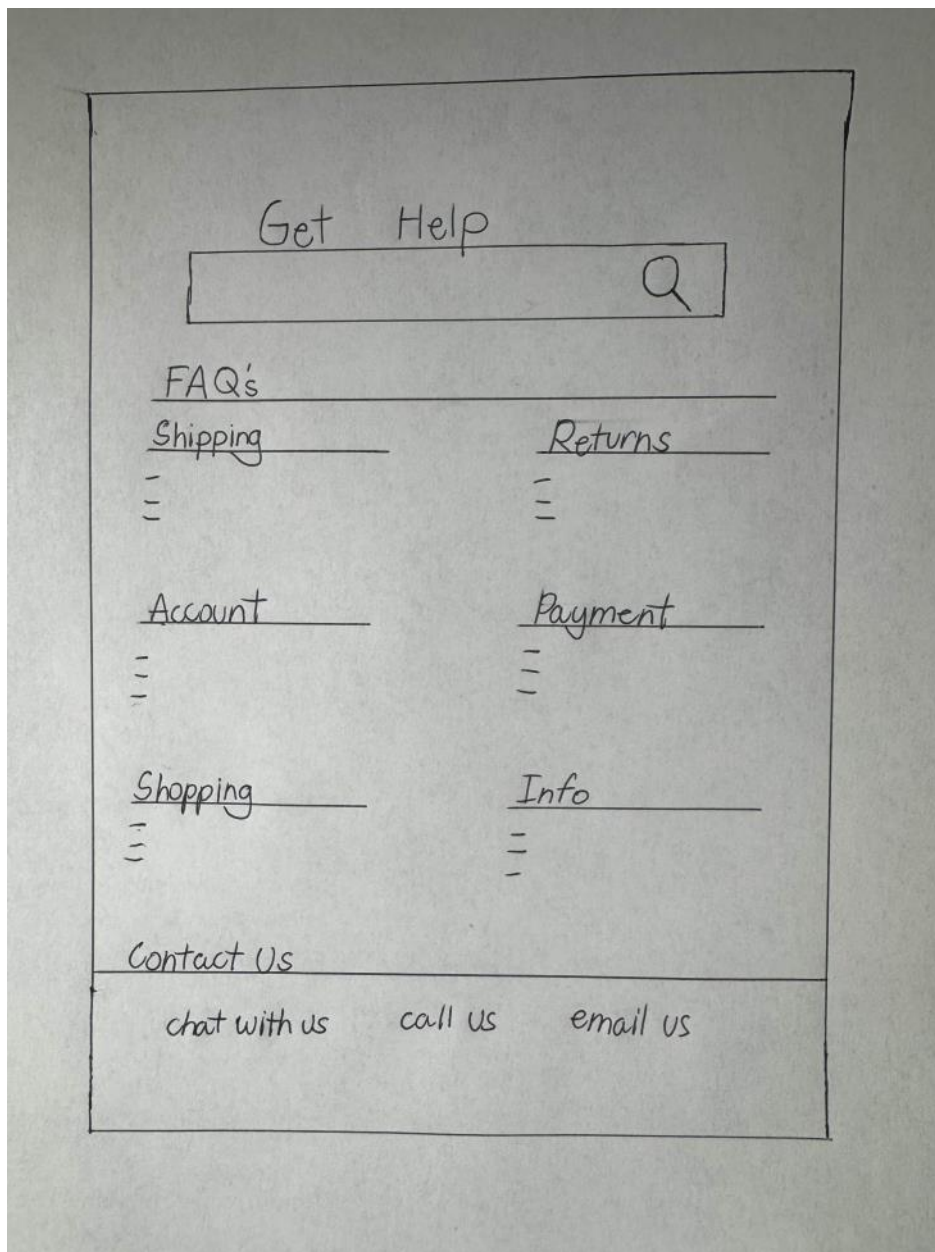 Get Help
FAQ's
Shipping Returns
Account Payment
Shopping Info
Contact Us
chat with us call us email us